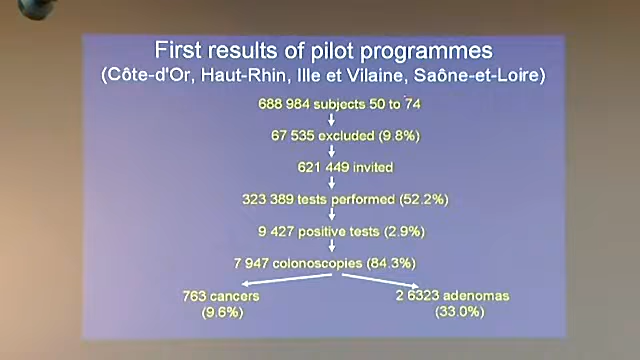 First results of pilot programmes
(Côte-d'Or, Haut-Rhin, Ille et Vilaine, Saône-et-Loire)
688 984 subjects 50 to 74
67 535 excluded (9.8%)
621 449 invited
323 389 tests performed (52.2%)
9 427 positive tests (2.9%)
7 947 colonoscopies (84.3%)
763 cancers
(9.6%)
2 6323 adenomas
(33.0%)